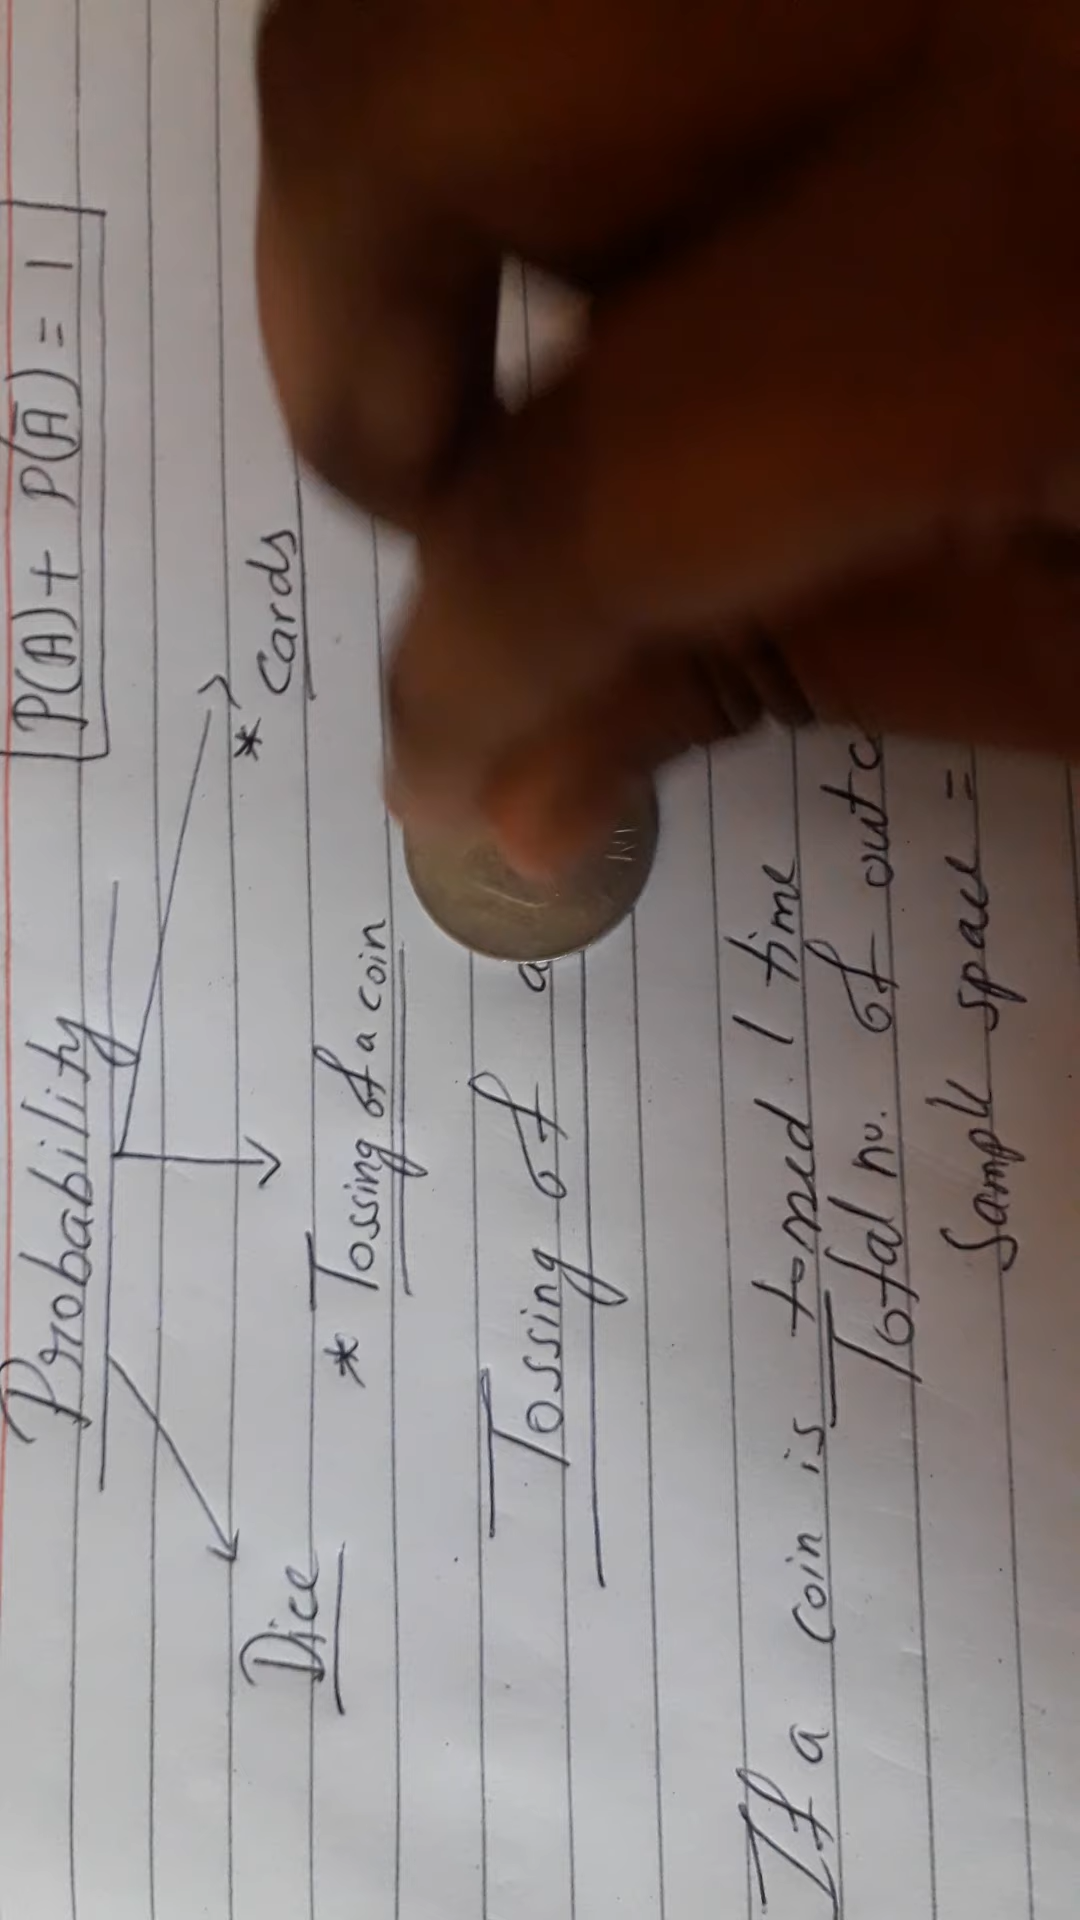 Probability
P(A) + P(Ā) = 1
Dice
* Tossing of a coin
* Cards
Tossing of a
If a coin is tossed 1 time
Total no. of outc
Sample space =